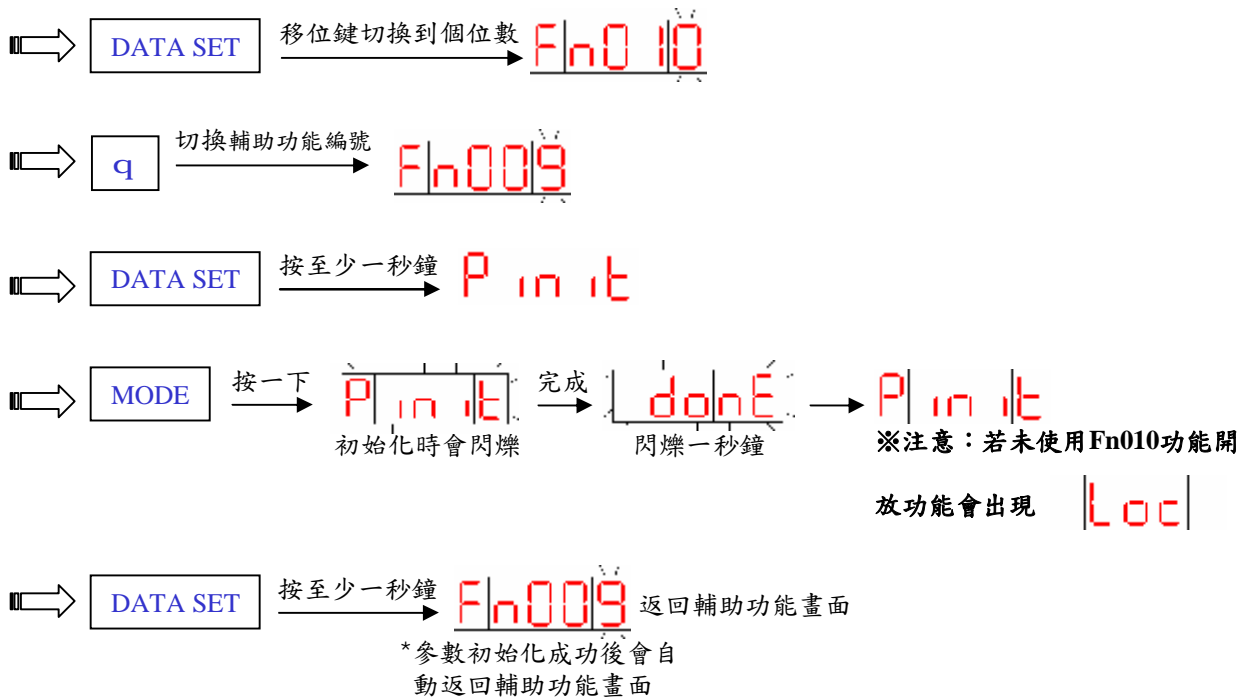 DATA SET 移位鍵切換到個位數 Fn010
q 切換輔助功能編號 Fn009
DATA SET 按至少一秒鐘 P init
MODE 按一下 P init 完成 donE P init
初始化時會閃爍 閃爍一秒鐘 ※注意：若未使用Fn010功能開
放功能會出現 Loc
DATA SET 按至少一秒鐘 Fn009 返回輔助功能畫面
*參數初始化成功後會自
動返回輔助功能畫面